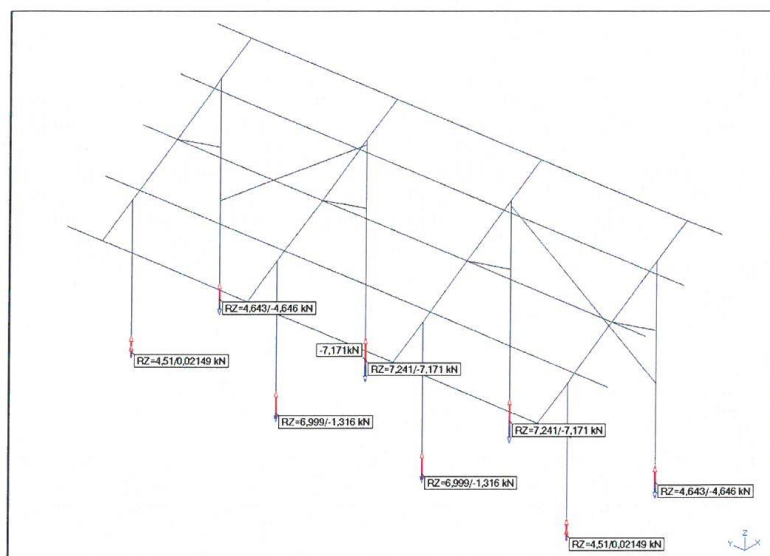 RZ=4,643/-4,646 kN
-7,171kN
RZ=4,51/0,02149 kN
RZ=7,241/-7,171 kN
RZ=6,999/-1,316 kN
RZ=7,241/-7,171 kN
RZ=6,999/-1,316 kN
RZ=4,643/-4,646 kN
RZ=4,51/0,02149 kN
Z
Y X